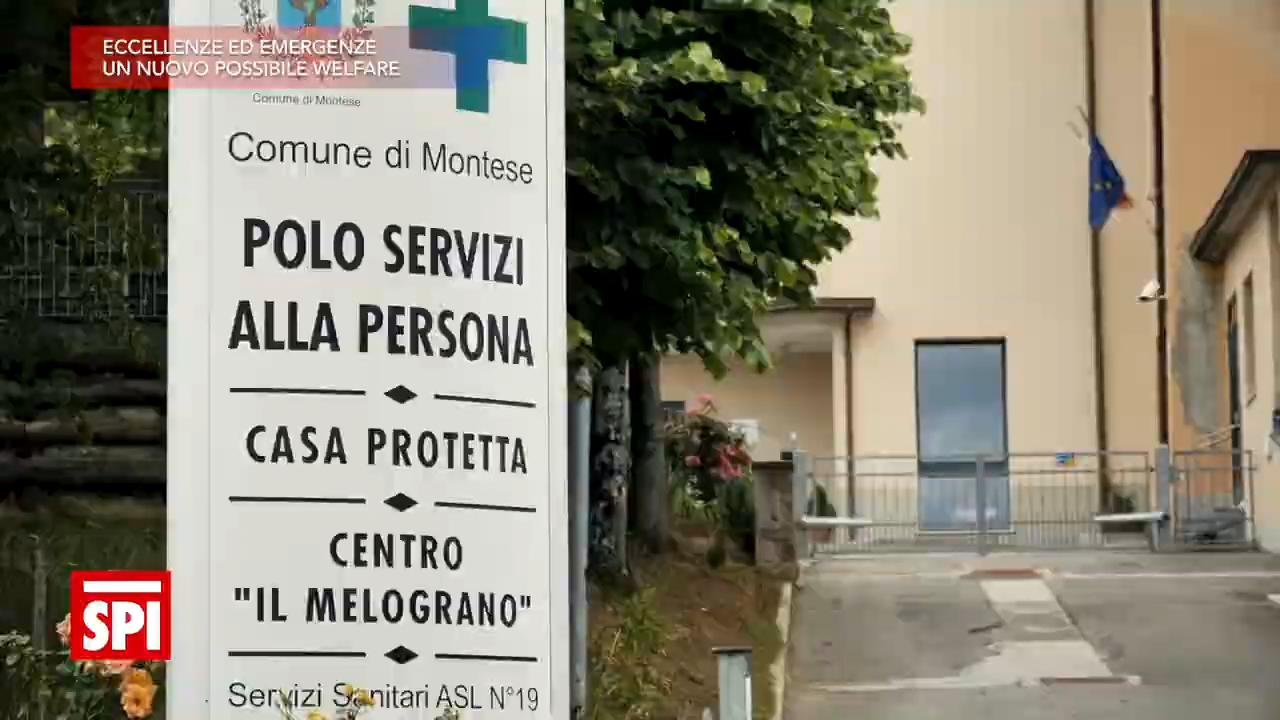 ECCELLENZE ED EMERGENZE
UN NUOVO POSSIBILE WELFARE
Comune di Montese
Comune di Montese
POLO SERVIZI
ALLA PERSONA
CASA PROTETTA
CENTRO
"IL MELOGRANO"
Servizi Sanitari ASL N°19
SPI